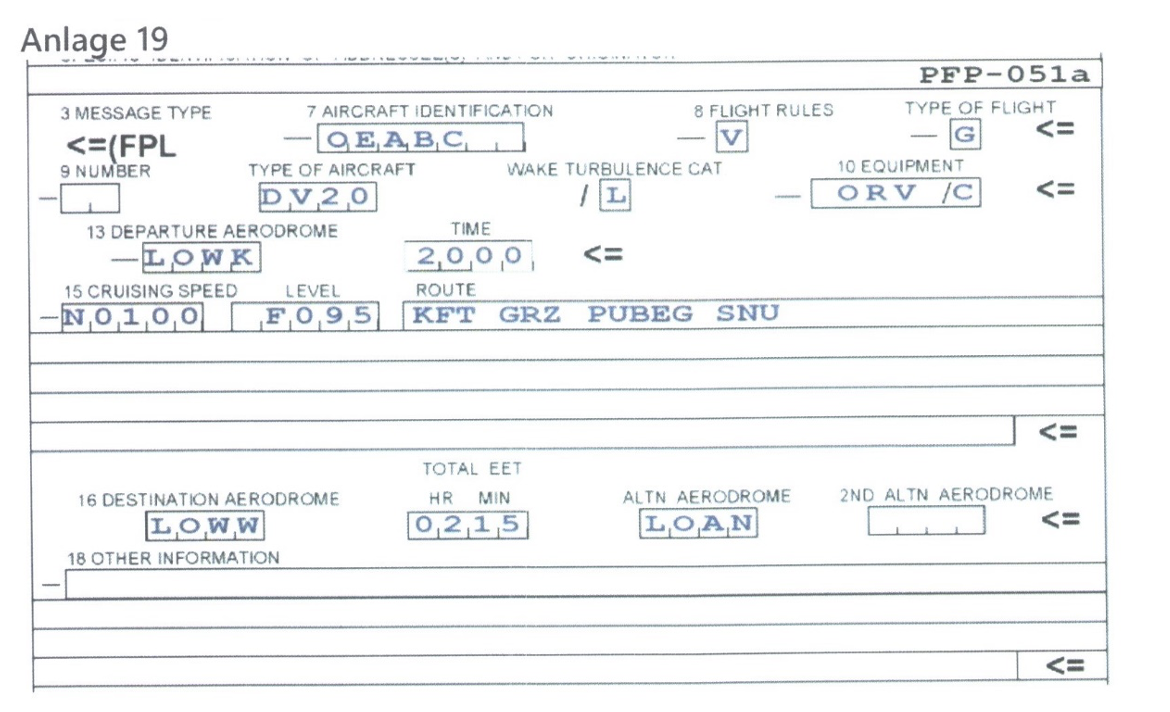 Anlage 19
PFP-051a
3 MESSAGE TYPE 7 AIRCRAFT IDENTIFICATION 8 FLIGHT RULES TYPE OF FLIGHT
<=(FPL — OEABC — V — G <=
9 NUMBER TYPE OF AIRCRAFT WAKE TURBULENCE CAT 10 EQUIPMENT
— DV20 / L — ORV /C <=
13 DEPARTURE AERODROME TIME
— LOWK 2000 <=
15 CRUISING SPEED LEVEL ROUTE
— N0100 F095 KFT GRZ PUBEG SNU
<=
TOTAL EET
16 DESTINATION AERODROME HR MIN ALTN AERODROME 2ND ALTN AERODROME
LOWW 0215 LOAN <=
18 OTHER INFORMATION
—
<=